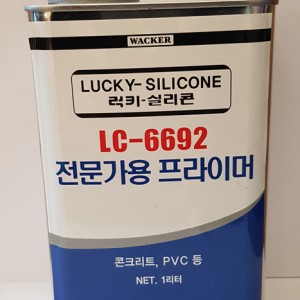 WACKER
LUCKY-SILICONE
럭키-실리콘
LC-6692
전문가용 프라이머
콘크리트, PVC 등
NET. 1리터